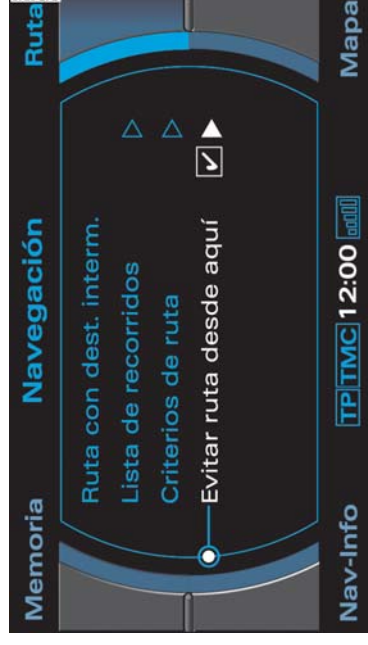 Memoria Navegación Ruta
Ruta con dest. interm.
Lista de recorridos
Criterios de ruta
Evitar ruta desde aquí
Nav-Info TP TMC 12:00 Mapa